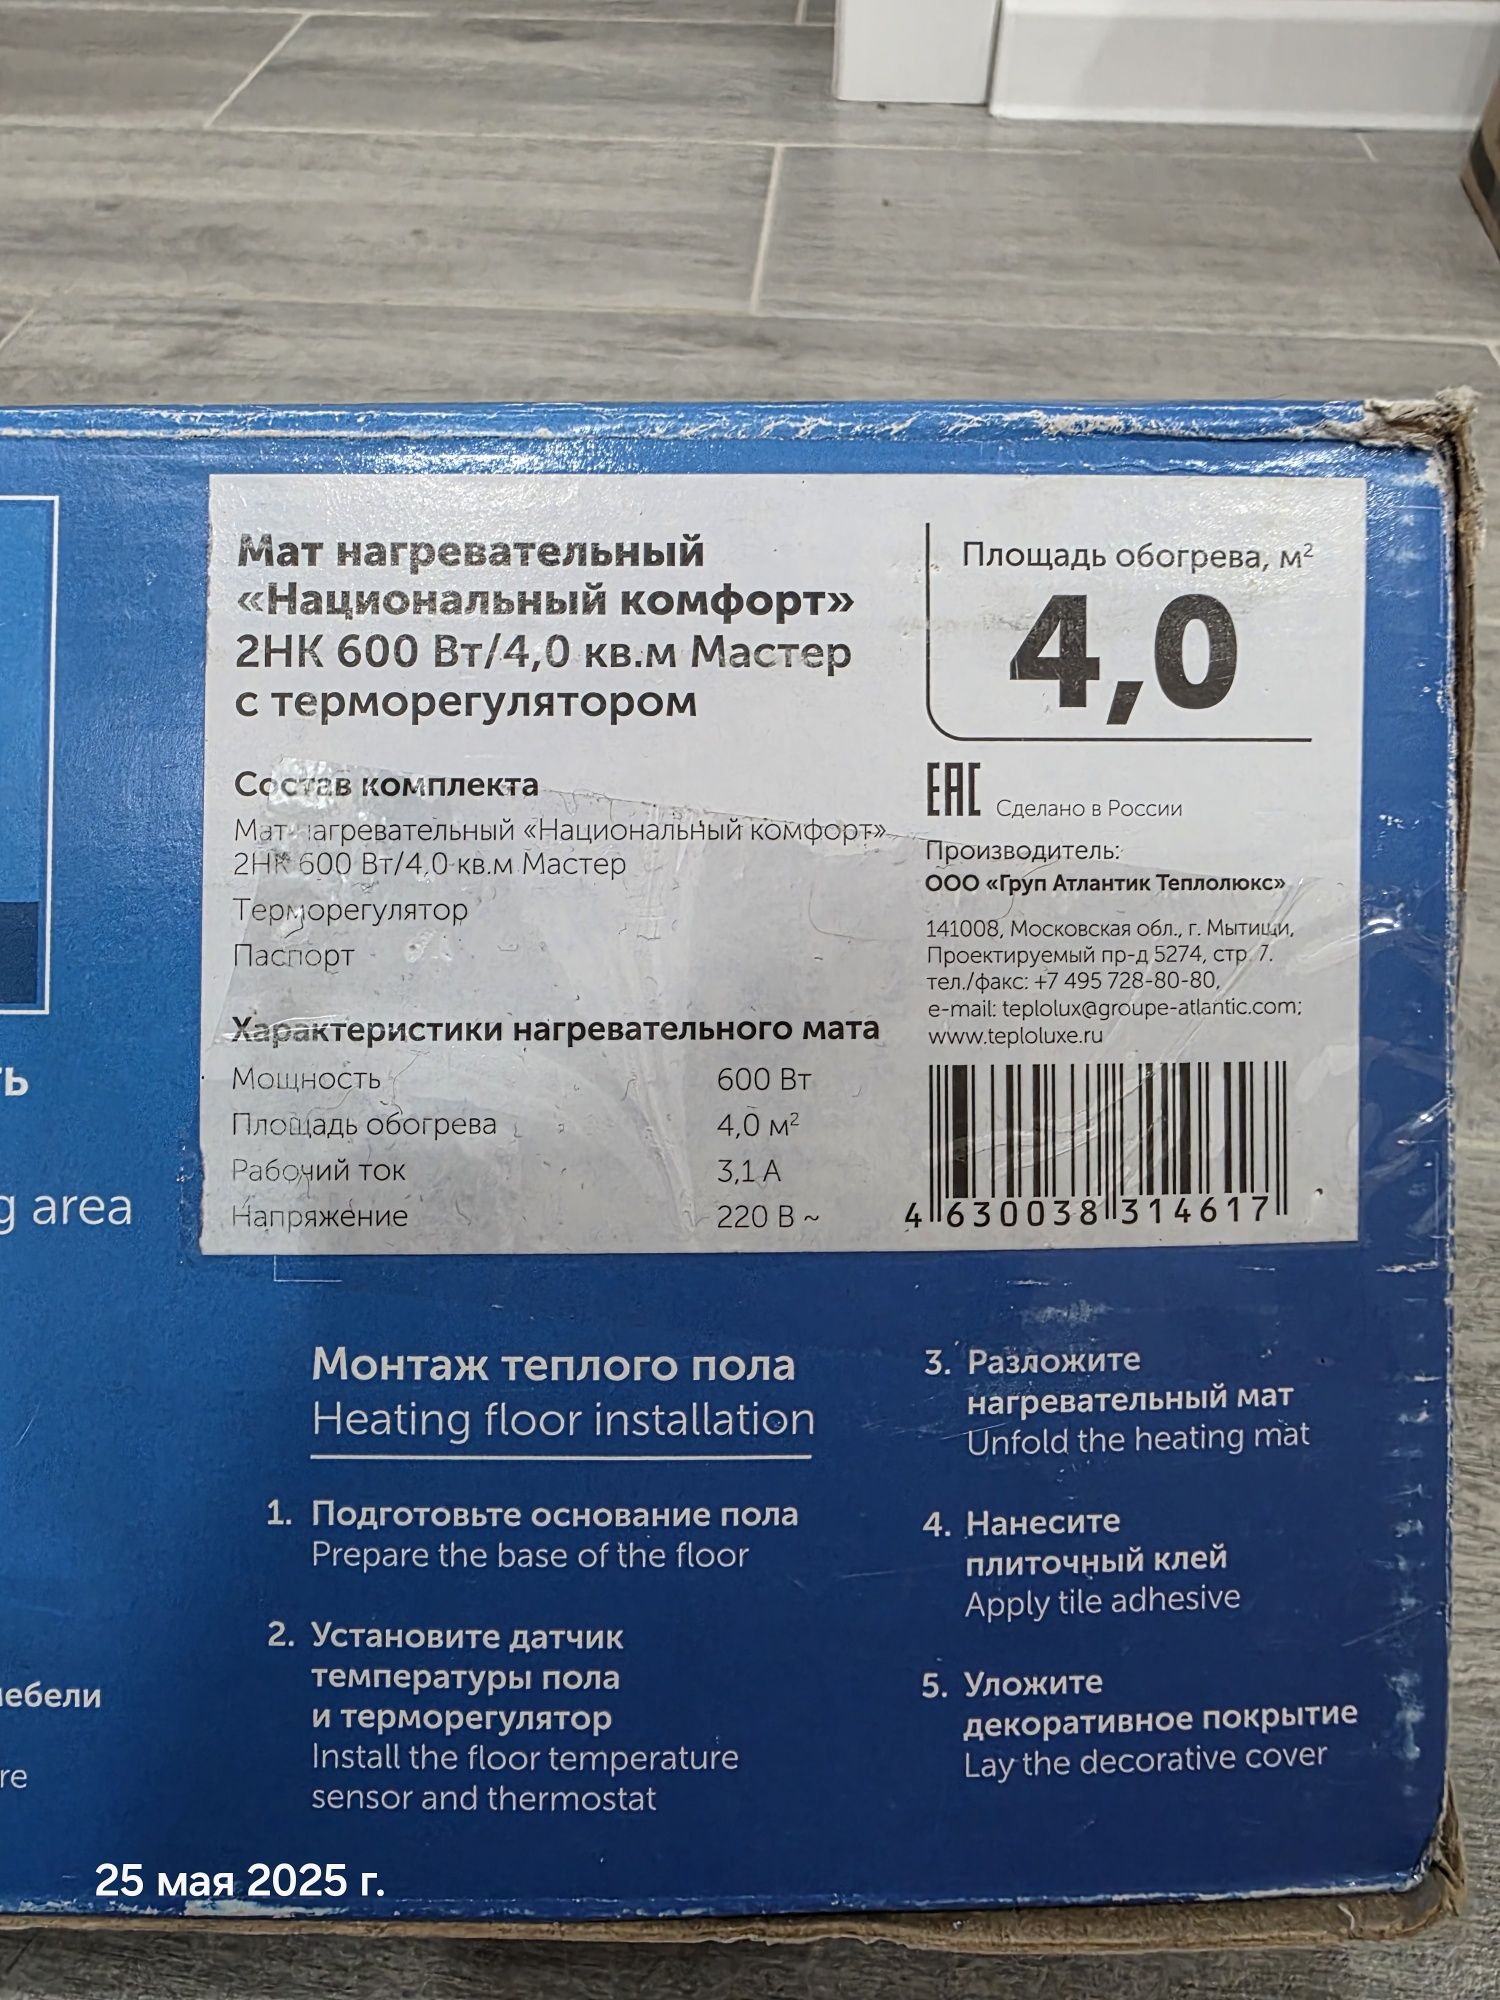 Мат нагревательный
«Национальный комфорт»
2НК 600 Вт/4,0 кв.м Мастер
с терморегулятором
Состав комплекта
Мат нагревательный «Национальный комфорт»
2НК 600 Вт/4,0 кв.м Мастер
Терморегулятор
Паспорт
Характеристики нагревательного мата
Мощность 600 Вт
Площадь обогрева 4,0 м²
Рабочий ток 3,1 А
Напряжение 220 В ~
Площадь обогрева, м²
4,0
ЕАС Сделано в России
Производитель:
ООО «Груп Атлантик Теплолюкс»
141008, Московская обл., г. Мытищи,
Проектируемый пр-д 5274, стр. 7.
тел./факс: +7 495 728-80-80,
e-mail: teplolux@groupe-atlantic.com;
www.teploluxe.ru
4 630038 314617
g area
Монтаж теплого пола
Heating floor installation
1. Подготовьте основание пола
Prepare the base of the floor
2. Установите датчик
температуры пола
и терморегулятор
Install the floor temperature
sensor and thermostat
3. Разложите
нагревательный мат
Unfold the heating mat
4. Нанесите
плиточный клей
Apply tile adhesive
5. Уложите
декоративное покрытие
Lay the decorative cover
25 мая 2025 г.